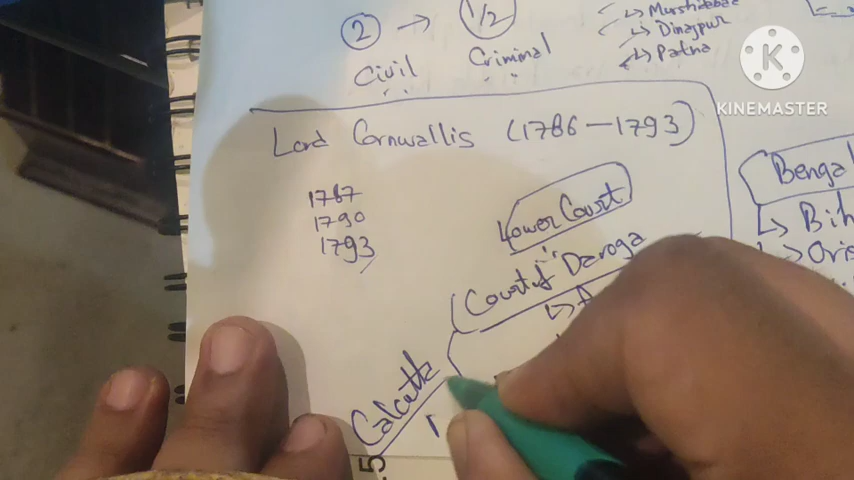 2 → 1/2
Civil
Criminal
↳ Murshidabad
↳ Dinajpur
↳ Patna
K
KINEMASTER
Lord Cornwallis (1786 — 1793)
1787
1790
1793
Lower Court
Court of Daroga
↳ A
Calcutta
5
Bengal
↳ Bih
↳ Oris